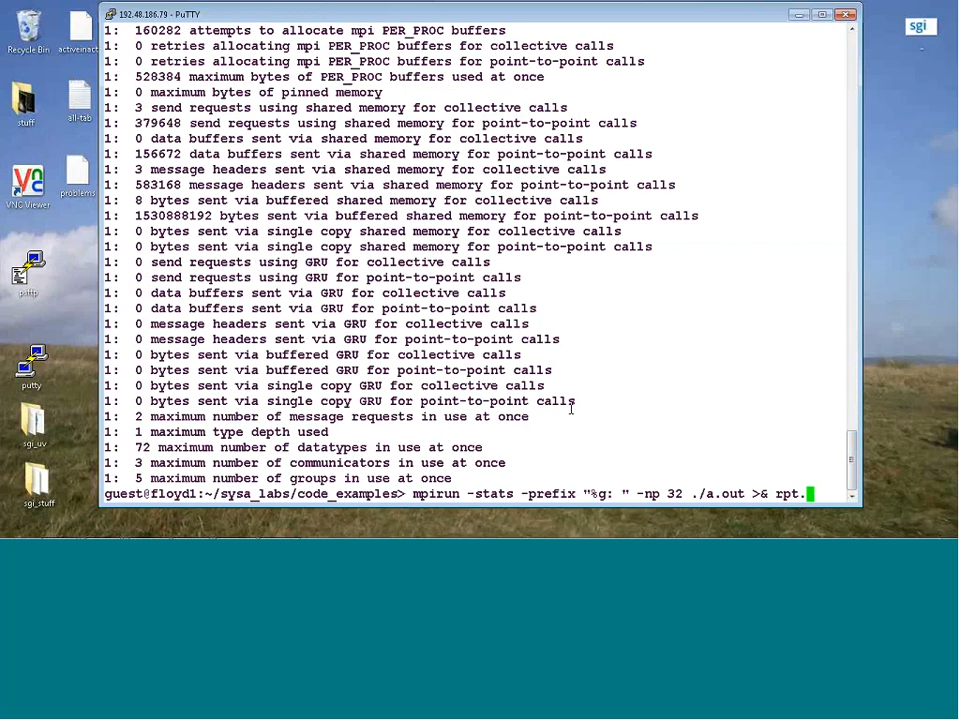 192.48.186.79 - PuTTY
1:  160282 attempts to allocate mpi PER_PROC buffers
1:  0 retries allocating mpi PER_PROC buffers for collective calls
1:  0 retries allocating mpi PER_PROC buffers for point-to-point calls
1:  528384 maximum bytes of PER_PROC buffers used at once
1:  0 maximum bytes of pinned memory
1:  3 send requests using shared memory for collective calls
1:  379648 send requests using shared memory for point-to-point calls
1:  0 data buffers sent via shared memory for collective calls
1:  156672 data buffers sent via shared memory for point-to-point calls
1:  3 message headers sent via shared memory for collective calls
1:  583168 message headers sent via shared memory for point-to-point calls
1:  8 bytes sent via buffered shared memory for collective calls
1:  1530888192 bytes sent via buffered shared memory for point-to-point calls
1:  0 bytes sent via single copy shared memory for collective calls
1:  0 bytes sent via single copy shared memory for point-to-point calls
1:  0 send requests using GRU for collective calls
1:  0 send requests using GRU for point-to-point calls
1:  0 data buffers sent via GRU for collective calls
1:  0 data buffers sent via GRU for point-to-point calls
1:  0 message headers sent via GRU for collective calls
1:  0 message headers sent via GRU for point-to-point calls
1:  0 bytes sent via buffered GRU for collective calls
1:  0 bytes sent via buffered GRU for point-to-point calls
1:  0 bytes sent via single copy GRU for collective calls
1:  0 bytes sent via single copy GRU for point-to-point calls
1:  2 maximum number of message requests in use at once
1:  1 maximum type depth used
1:  72 maximum number of datatypes in use at once
1:  3 maximum number of communicators in use at once
1:  5 maximum number of groups in use at once
guest@floyd1:~/sysa_labs/code_examples> mpirun -stats -prefix "%g: " -np 32 ./a.out >& rpt.
Recycle Bin
activeinact
stuff
all-tab
VNC Viewer
problems
psftp
putty
sgi_uv
sgi_stuff
sgi